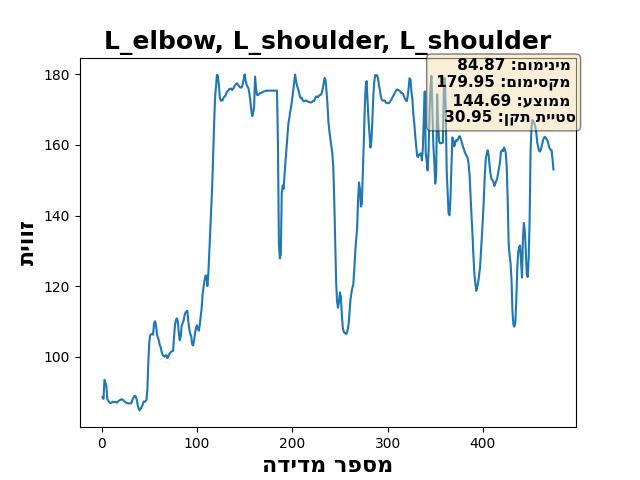 L_elbow, L_shoulder, L_shoulder
מינימום: 84.87
מקסימום: 179.95
ממוצע: 144.69
סטיית תקן: 30.95
180
160
140
120
100
זווית
0 100 200 300 400
מספר מדידה